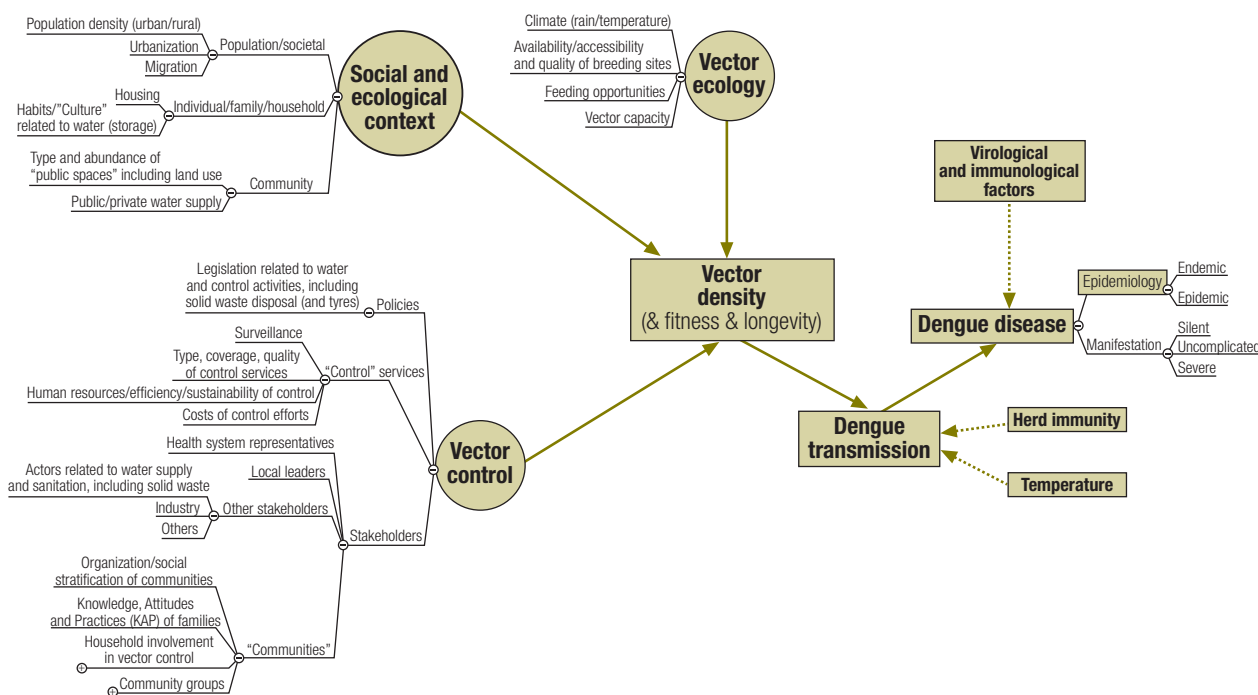 Population density (urban/rural)
Urbanization
Migration
Population/societal
Housing
Habits/"Culture"
related to water (storage)
Individual/family/household
Type and abundance of
“public spaces” including land use
Public/private water supply
Community
Social and
ecological
context
Climate (rain/temperature)
Availability/accessibility
and quality of breeding sites
Feeding opportunities
Vector capacity
Vector
ecology
Virological
and immunological
factors
Vector
density
(& fitness & longevity)
Dengue disease
Epidemiology
Endemic
Epidemic
Manifestation
Silent
Uncomplicated
Severe
Dengue
transmission
Herd immunity
Temperature
Legislation related to water
and control activities, including
solid waste disposal (and tyres)
Policies
Surveillance
Type, coverage, quality
of control services
Human resources/efficiency/sustainability of control
Costs of control efforts
“Control” services
Vector
control
Health system representatives
Local leaders
Actors related to water supply
and sanitation, including solid waste
Industry
Others
Other stakeholders
Stakeholders
Organization/social
stratification of communities
Knowledge, Attitudes
and Practices (KAP) of families
Household involvement
in vector control
Community groups
“Communities”